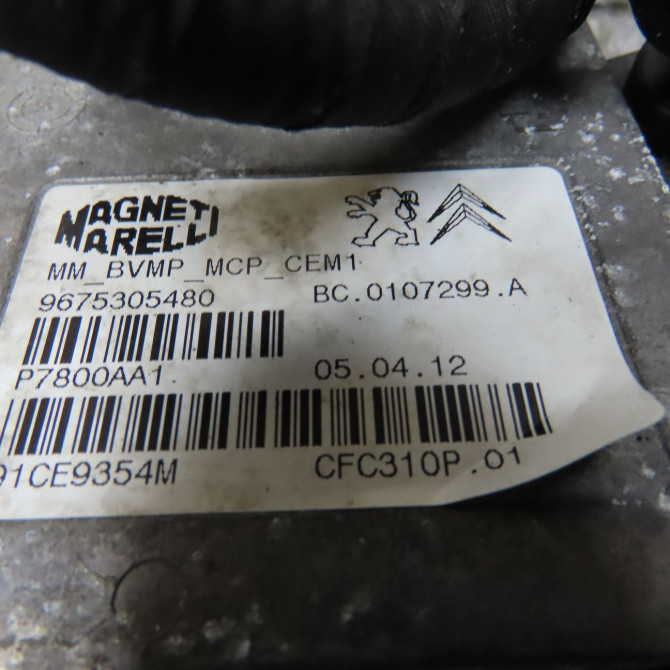 MAGNETI
MARELLI
MM_BVMP_MCP_CEM1
9675305480 BC.0107299.A
P7800AA1. 05.04.12
91CE9354M CFC310P.01